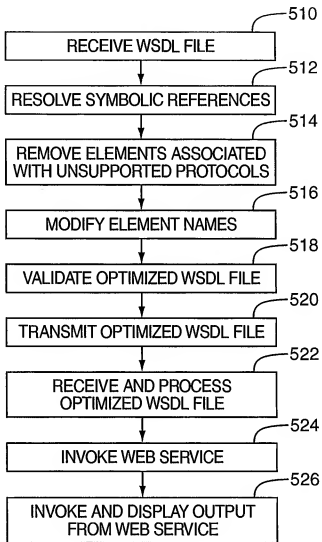 510
RECEIVE WSDL FILE
512
RESOLVE SYMBOLIC REFERENCES
514
REMOVE ELEMENTS ASSOCIATED
WITH UNSUPPORTED PROTOCOLS
516
MODIFY ELEMENT NAMES
518
VALIDATE OPTIMIZED WSDL FILE
520
TRANSMIT OPTIMIZED WSDL FILE
522
RECEIVE AND PROCESS
OPTIMIZED WSDL FILE
524
INVOKE WEB SERVICE
526
INVOKE AND DISPLAY OUTPUT
FROM WEB SERVICE